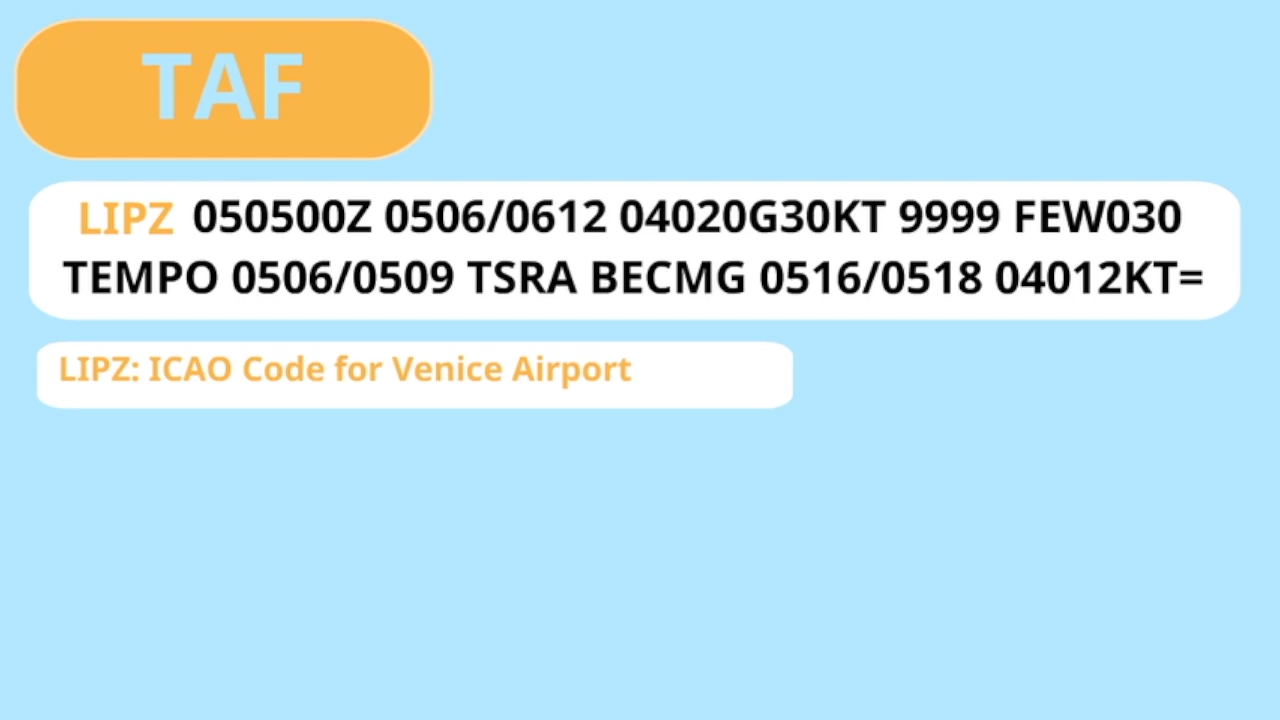 TAF
LIPZ 050500Z 0506/0612 04020G30KT 9999 FEW030
TEMPO 0506/0509 TSRA BECMG 0516/0518 04012KT=
LIPZ: ICAO Code for Venice Airport